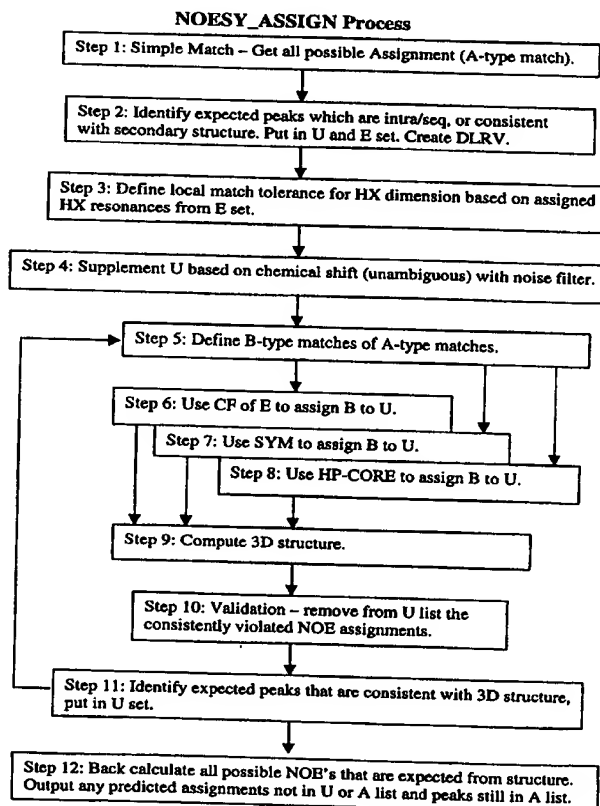 NOESY_ASSIGN Process
Step 1: Simple Match – Get all possible Assignment (A-type match).
Step 2: Identify expected peaks which are intra/seq, or consistent
with secondary structure. Put in U and E set. Create DLRV.
Step 3: Define local match tolerance for HX dimension based on assigned
HX resonances from E set.
Step 4: Supplement U based on chemical shift (unambiguous) with noise filter.
Step 5: Define B-type matches of A-type matches.
Step 6: Use CF of E to assign B to U.
Step 7: Use SYM to assign B to U.
Step 8: Use HP-CORE to assign B to U.
Step 9: Compute 3D structure.
Step 10: Validation – remove from U list the
consistently violated NOE assignments.
Step 11: Identify expected peaks that are consistent with 3D structure,
put in U set.
Step 12: Back calculate all possible NOE's that are expected from structure.
Output any predicted assignments not in U or A list and peaks still in A list.